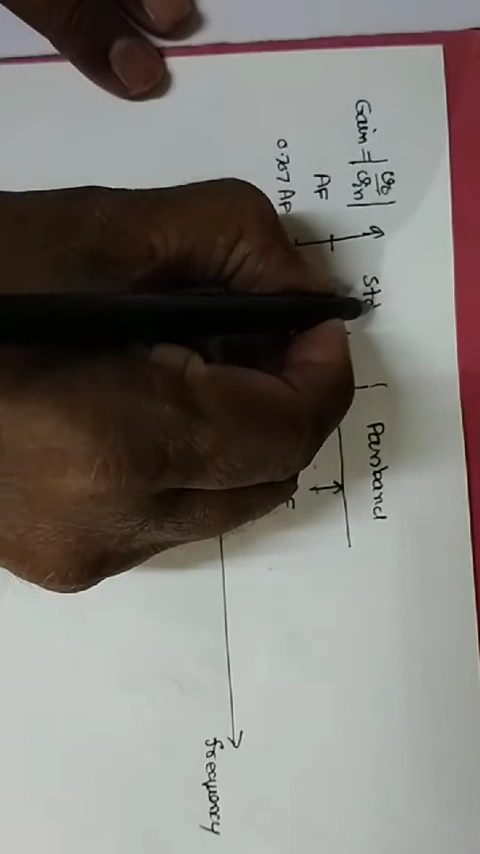 Gain = |vo/vin|
AF
0.707 AF
Passband
frequency